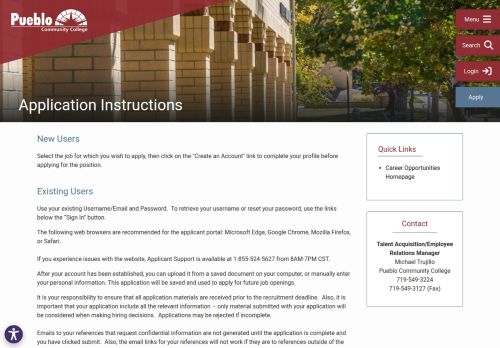 Pueblo
Community College
Menu
Search
Login
Apply
Application Instructions
New Users
Select the job for which you wish to apply, then click on the "Create an Account" link to complete your profile before
applying for the position.
Existing Users
Use your existing Username/Email and Password. To retrieve your username or reset your password, use the links
below the "Sign In" button.
The following web browsers are recommended for the applicant portal: Microsoft Edge, Google Chrome, Mozilla Firefox,
or Safari.
If you experience issues with the website, Applicant Support is available at 1-855-524-5627 from 8AM-7PM CST.
After your account has been established, you can upload it from a saved document on your computer, or manually enter
your personal information. This application will be saved and used to apply for future job openings.
It is your responsibility to ensure that all application materials are received prior to the recruitment deadline. Also, it is
important that your application include all the relevant information – only material submitted with your application will
be considered when making hiring decisions. Applications may be rejected if incomplete.
Emails to your references that request confidential information are not generated until the application is complete and
you have clicked submit. Also, the email links for your references will not work if they are to references outside of the
Quick Links
Career Opportunities
Homepage
Contact
Talent Acquisition/Employee
Relations Manager
Michael Trujillo
Pueblo Community College
719-549-3224
719-549-3127 (Fax)